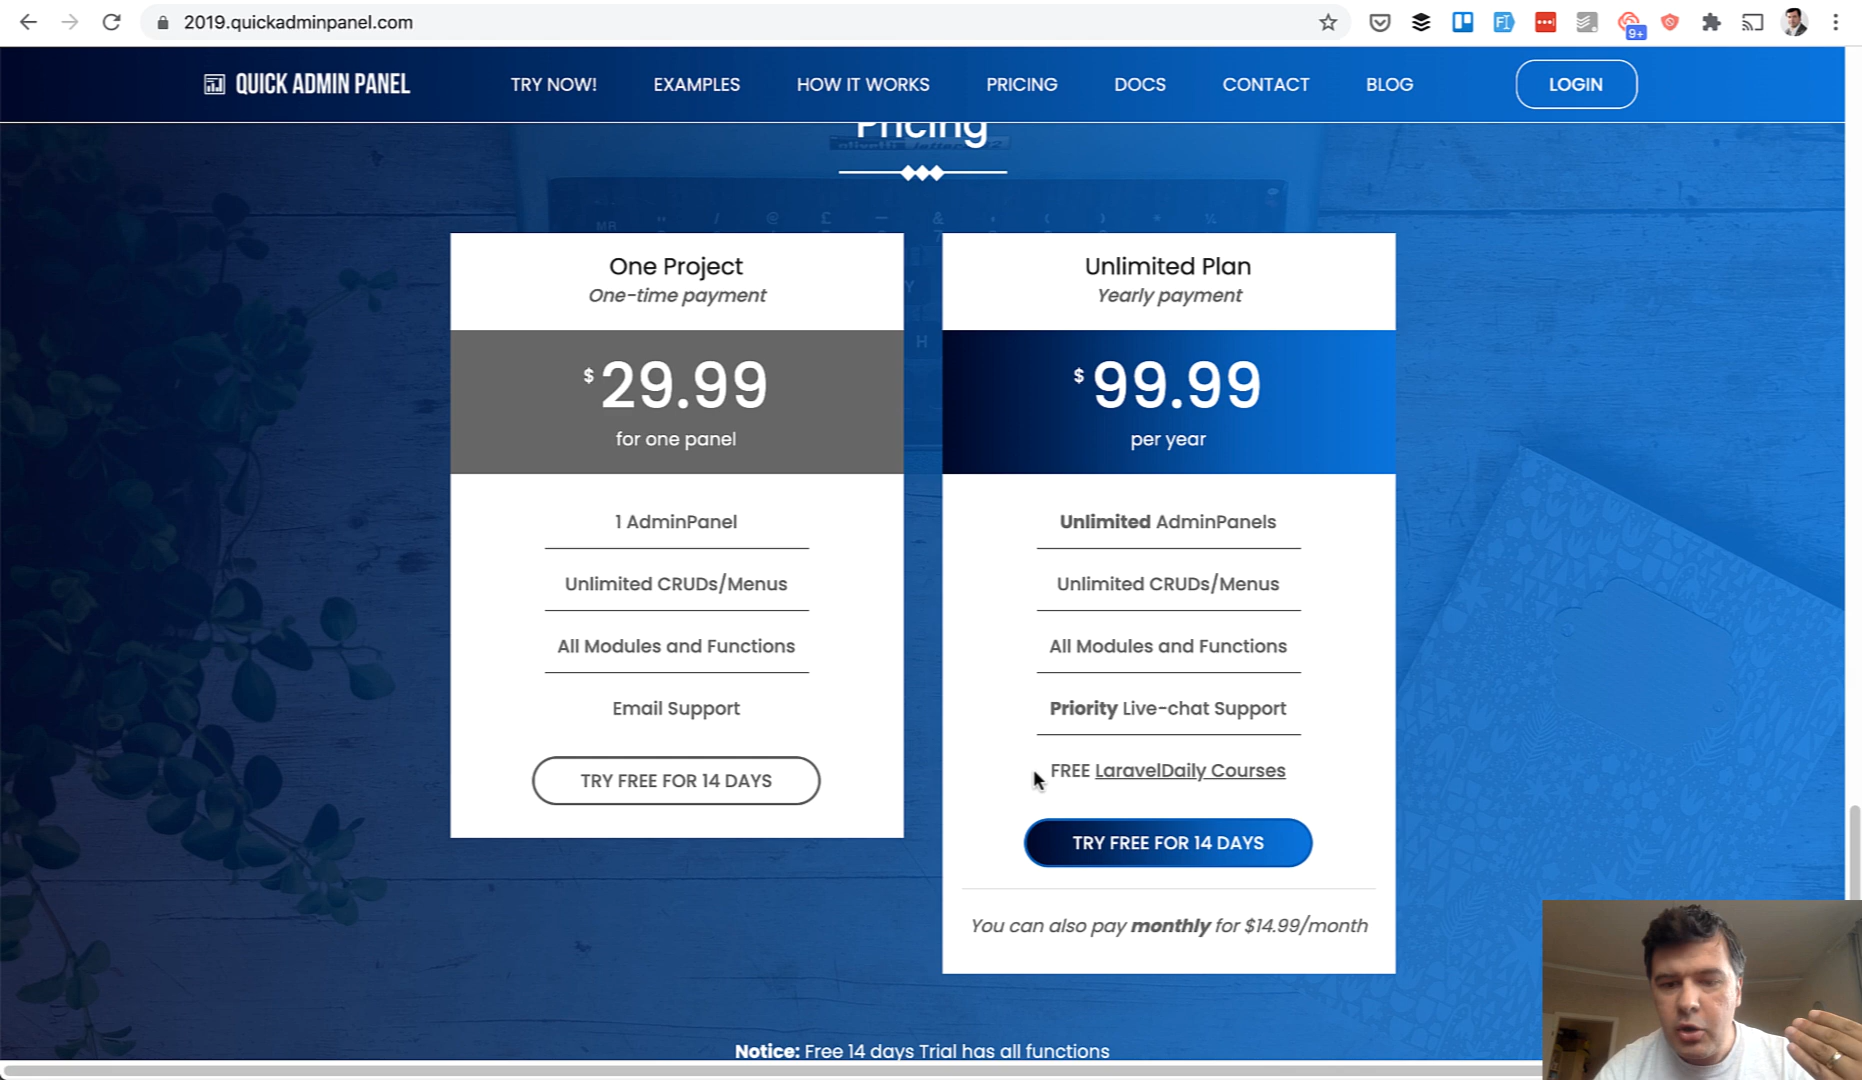 2019.quickadminpanel.com
9+
QUICK ADMIN PANEL
TRY NOW!
EXAMPLES
HOW IT WORKS
PRICING
DOCS
CONTACT
BLOG
LOGIN
Pricing
One Project
One-time payment
$29.99
for one panel
1 AdminPanel
Unlimited CRUDs/Menus
All Modules and Functions
Email Support
TRY FREE FOR 14 DAYS
Unlimited Plan
Yearly payment
$99.99
per year
Unlimited AdminPanels
Unlimited CRUDs/Menus
All Modules and Functions
Priority Live-chat Support
FREE LaravelDaily Courses
TRY FREE FOR 14 DAYS
You can also pay monthly for $14.99/month
Notice: Free 14 days Trial has all functions